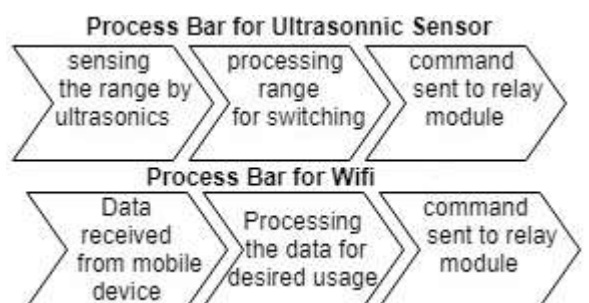 Process Bar for Ultrasonnic Sensor
sensing
the range by
ultrasonics
processing
range
for switching
command
sent to relay
module
Process Bar for Wifi
Data
received
from mobile
device
Processing
the data for
desired usage
command
sent to relay
module